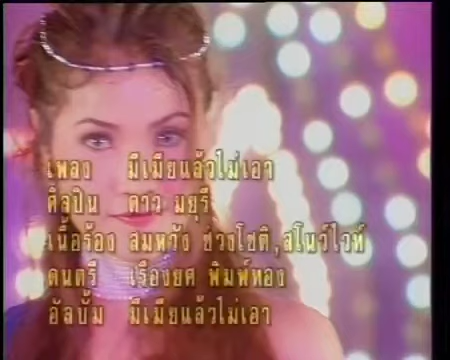 เพลง มีเมียแล้วไม่เอา
ศิลปิน ดาว มยุรี
เนื้อร้อง สมหวัง ช่วงโชติ,สโนว์ไวท์
ดนตรี เรืองยศ พิมพ์ทอง
อัลบั้ม มีเมียแล้วไม่เอา